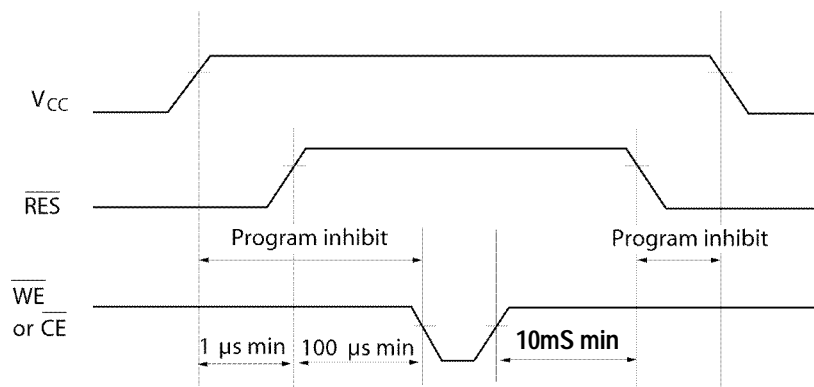 VCC
RES
Program inhibit
Program inhibit
WE
or CE
1 µs min
100 µs min
10mS min